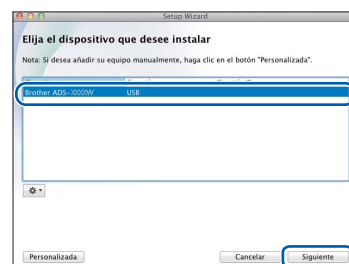 Setup Wizard
Elija el dispositivo que desee instalar
Nota: Si desea añadir su equipo manualmente, haga clic en el botón "Personalizada".
Brother ADS-XXXXW USB
Personalizada Cancelar Siguiente